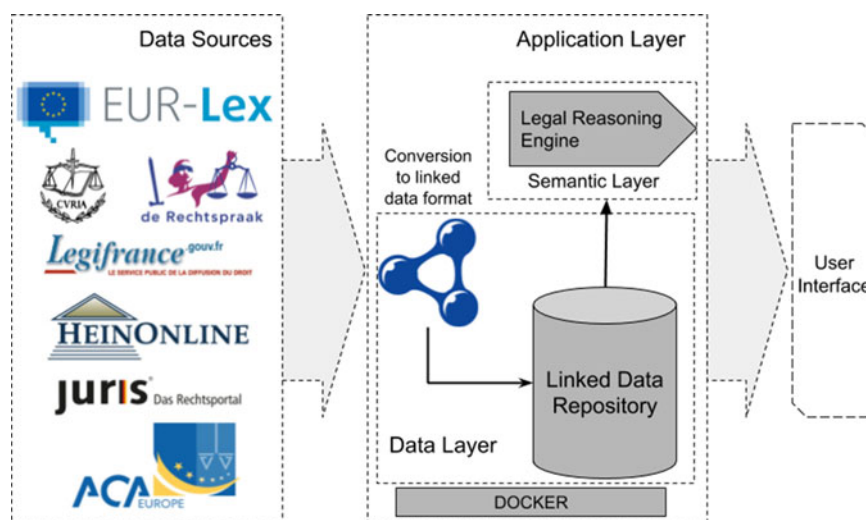 Data Sources
EUR-Lex
CVRIA
de Rechtspraak
Legifrance.gouv.fr
LE SERVICE PUBLIC DE LA DIFFUSION DU DROIT
HEINONLINE
juris® Das Rechtsportal
ACA
EUROPE
Application Layer
Legal Reasoning
Engine
Semantic Layer
Conversion
to linked
data format
Linked Data
Repository
Data Layer
DOCKER
User
Interface